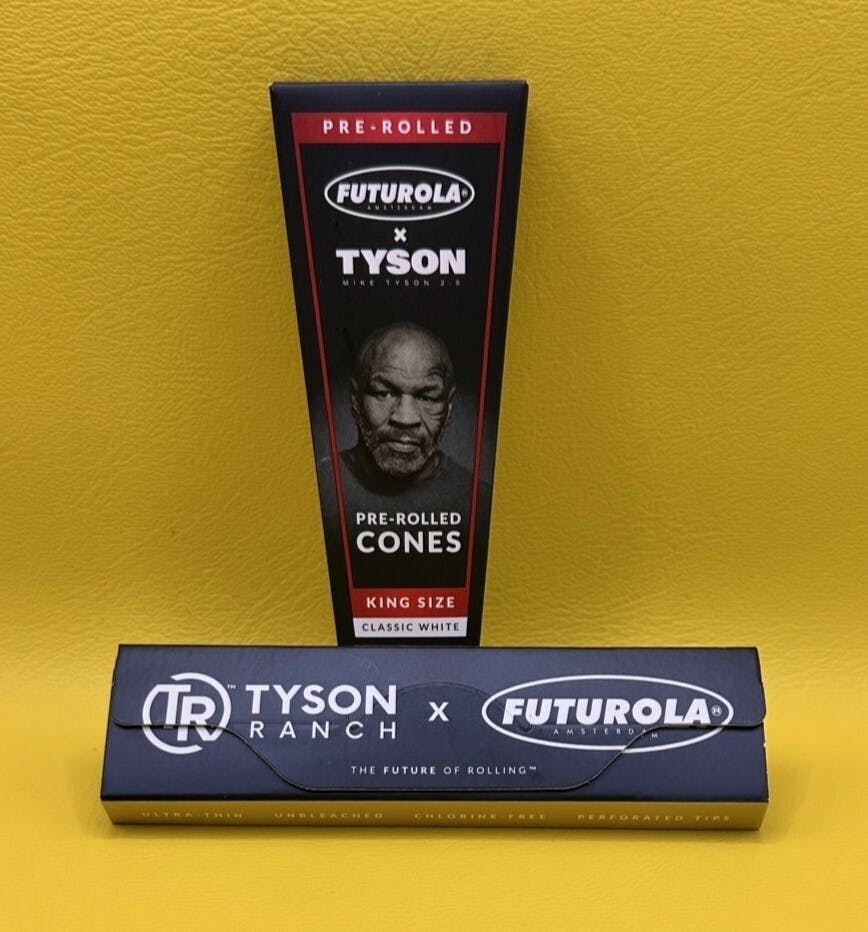 PRE-ROLLED
FUTUROLA®
AMSTERDAM
x
TYSON
MIKE TYSON 2.0
PRE-ROLLED
CONES
KING SIZE
CLASSIC WHITE
TR™ TYSON RANCH x FUTUROLA®
AMSTERDAM
THE FUTURE OF ROLLING™
ULTRA-THIN UNBLEACHED CHLORINE-FREE PERFORATED TIPS